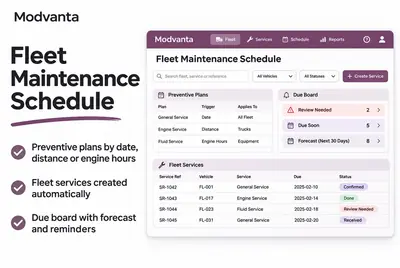 Modvanta
Fleet
Maintenance
Schedule
Preventive plans by date,
distance or engine hours
Fleet services created
automatically
Due board with forecast
and reminders
Modvanta
Fleet
Services
Schedule
Reports
Fleet Maintenance Schedule
Search fleet, service or reference
All Vehicles
All Statuses
+ Create Service
Preventive Plans
Plan Trigger Applies To
General Service Date All Fleet
Engine Service Distance Trucks
Fluid Service Engine Hours Equipment
Due Board
Review Needed 2
Due Soon 5
Forecast (Next 30 Days) 8
Fleet Services
Service Ref Vehicle Service Due Status
SR-1042 FL-001 General Service 2025-02-10 Confirmed
SR-1043 FL-017 Engine Service 2025-02-14 Done
SR-1044 FL-023 Fluid Service 2025-02-18 Review Needed
SR-1045 FL-031 General Service 2025-02-20 Received